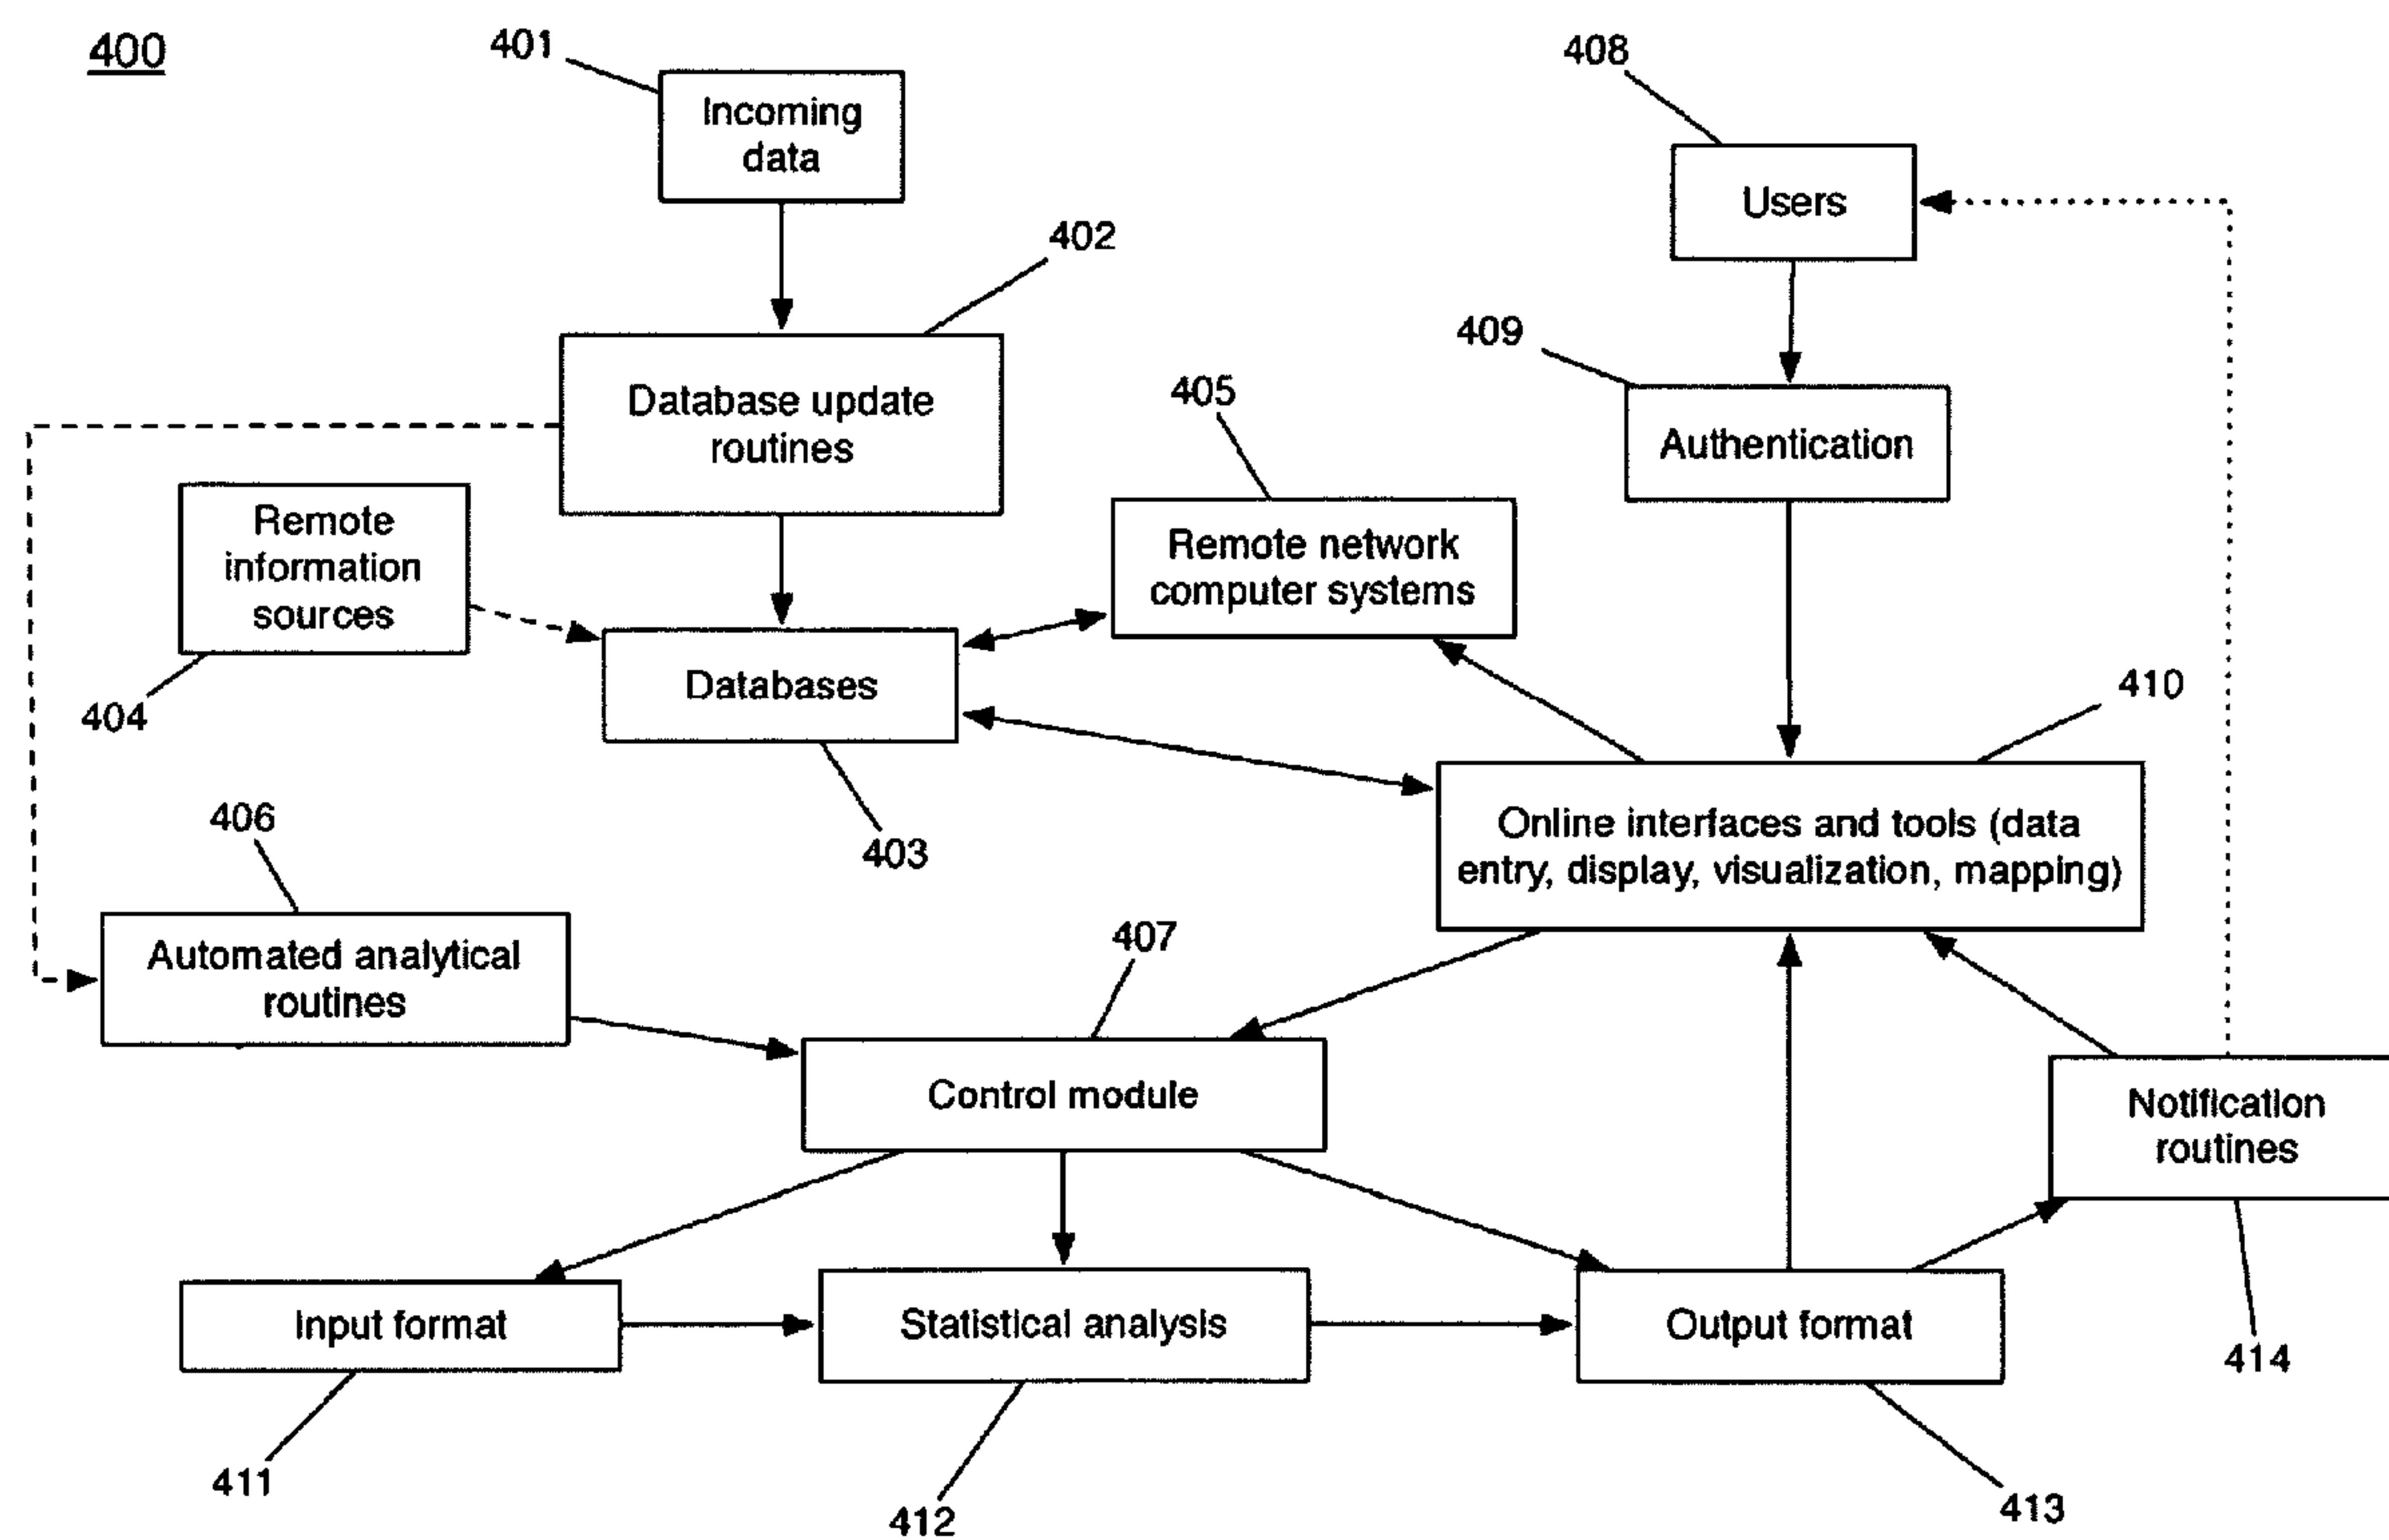 400
401
Incoming
data
408
Users
402
Database update
routines
409
Authentication
405
Remote network
computer systems
Remote
information
sources
404
Databases
403
410
Online interfaces and tools (data
entry, display, visualization, mapping)
406
Automated analytical
routines
407
Control module
Notification
routines
414
Input format
411
Statistical analysis
412
Output format
413